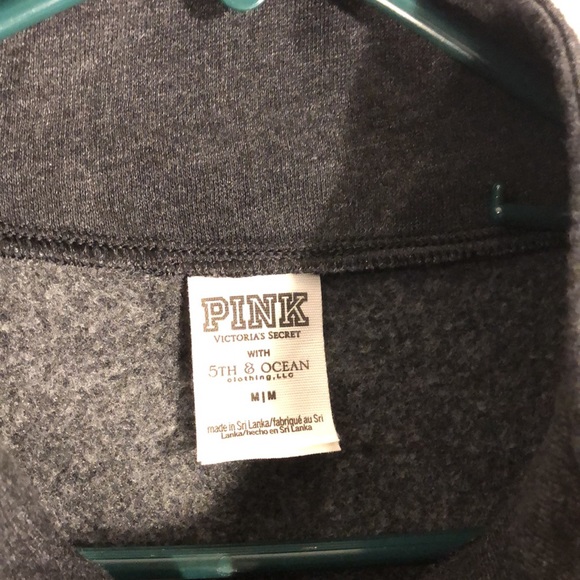 PINK
VICTORIA'S SECRET
WITH
5TH & OCEAN
clothing,LLC
M|M
made in Sri Lanka/fabriqué au Sri
Lanka/hecho en Sri Lanka